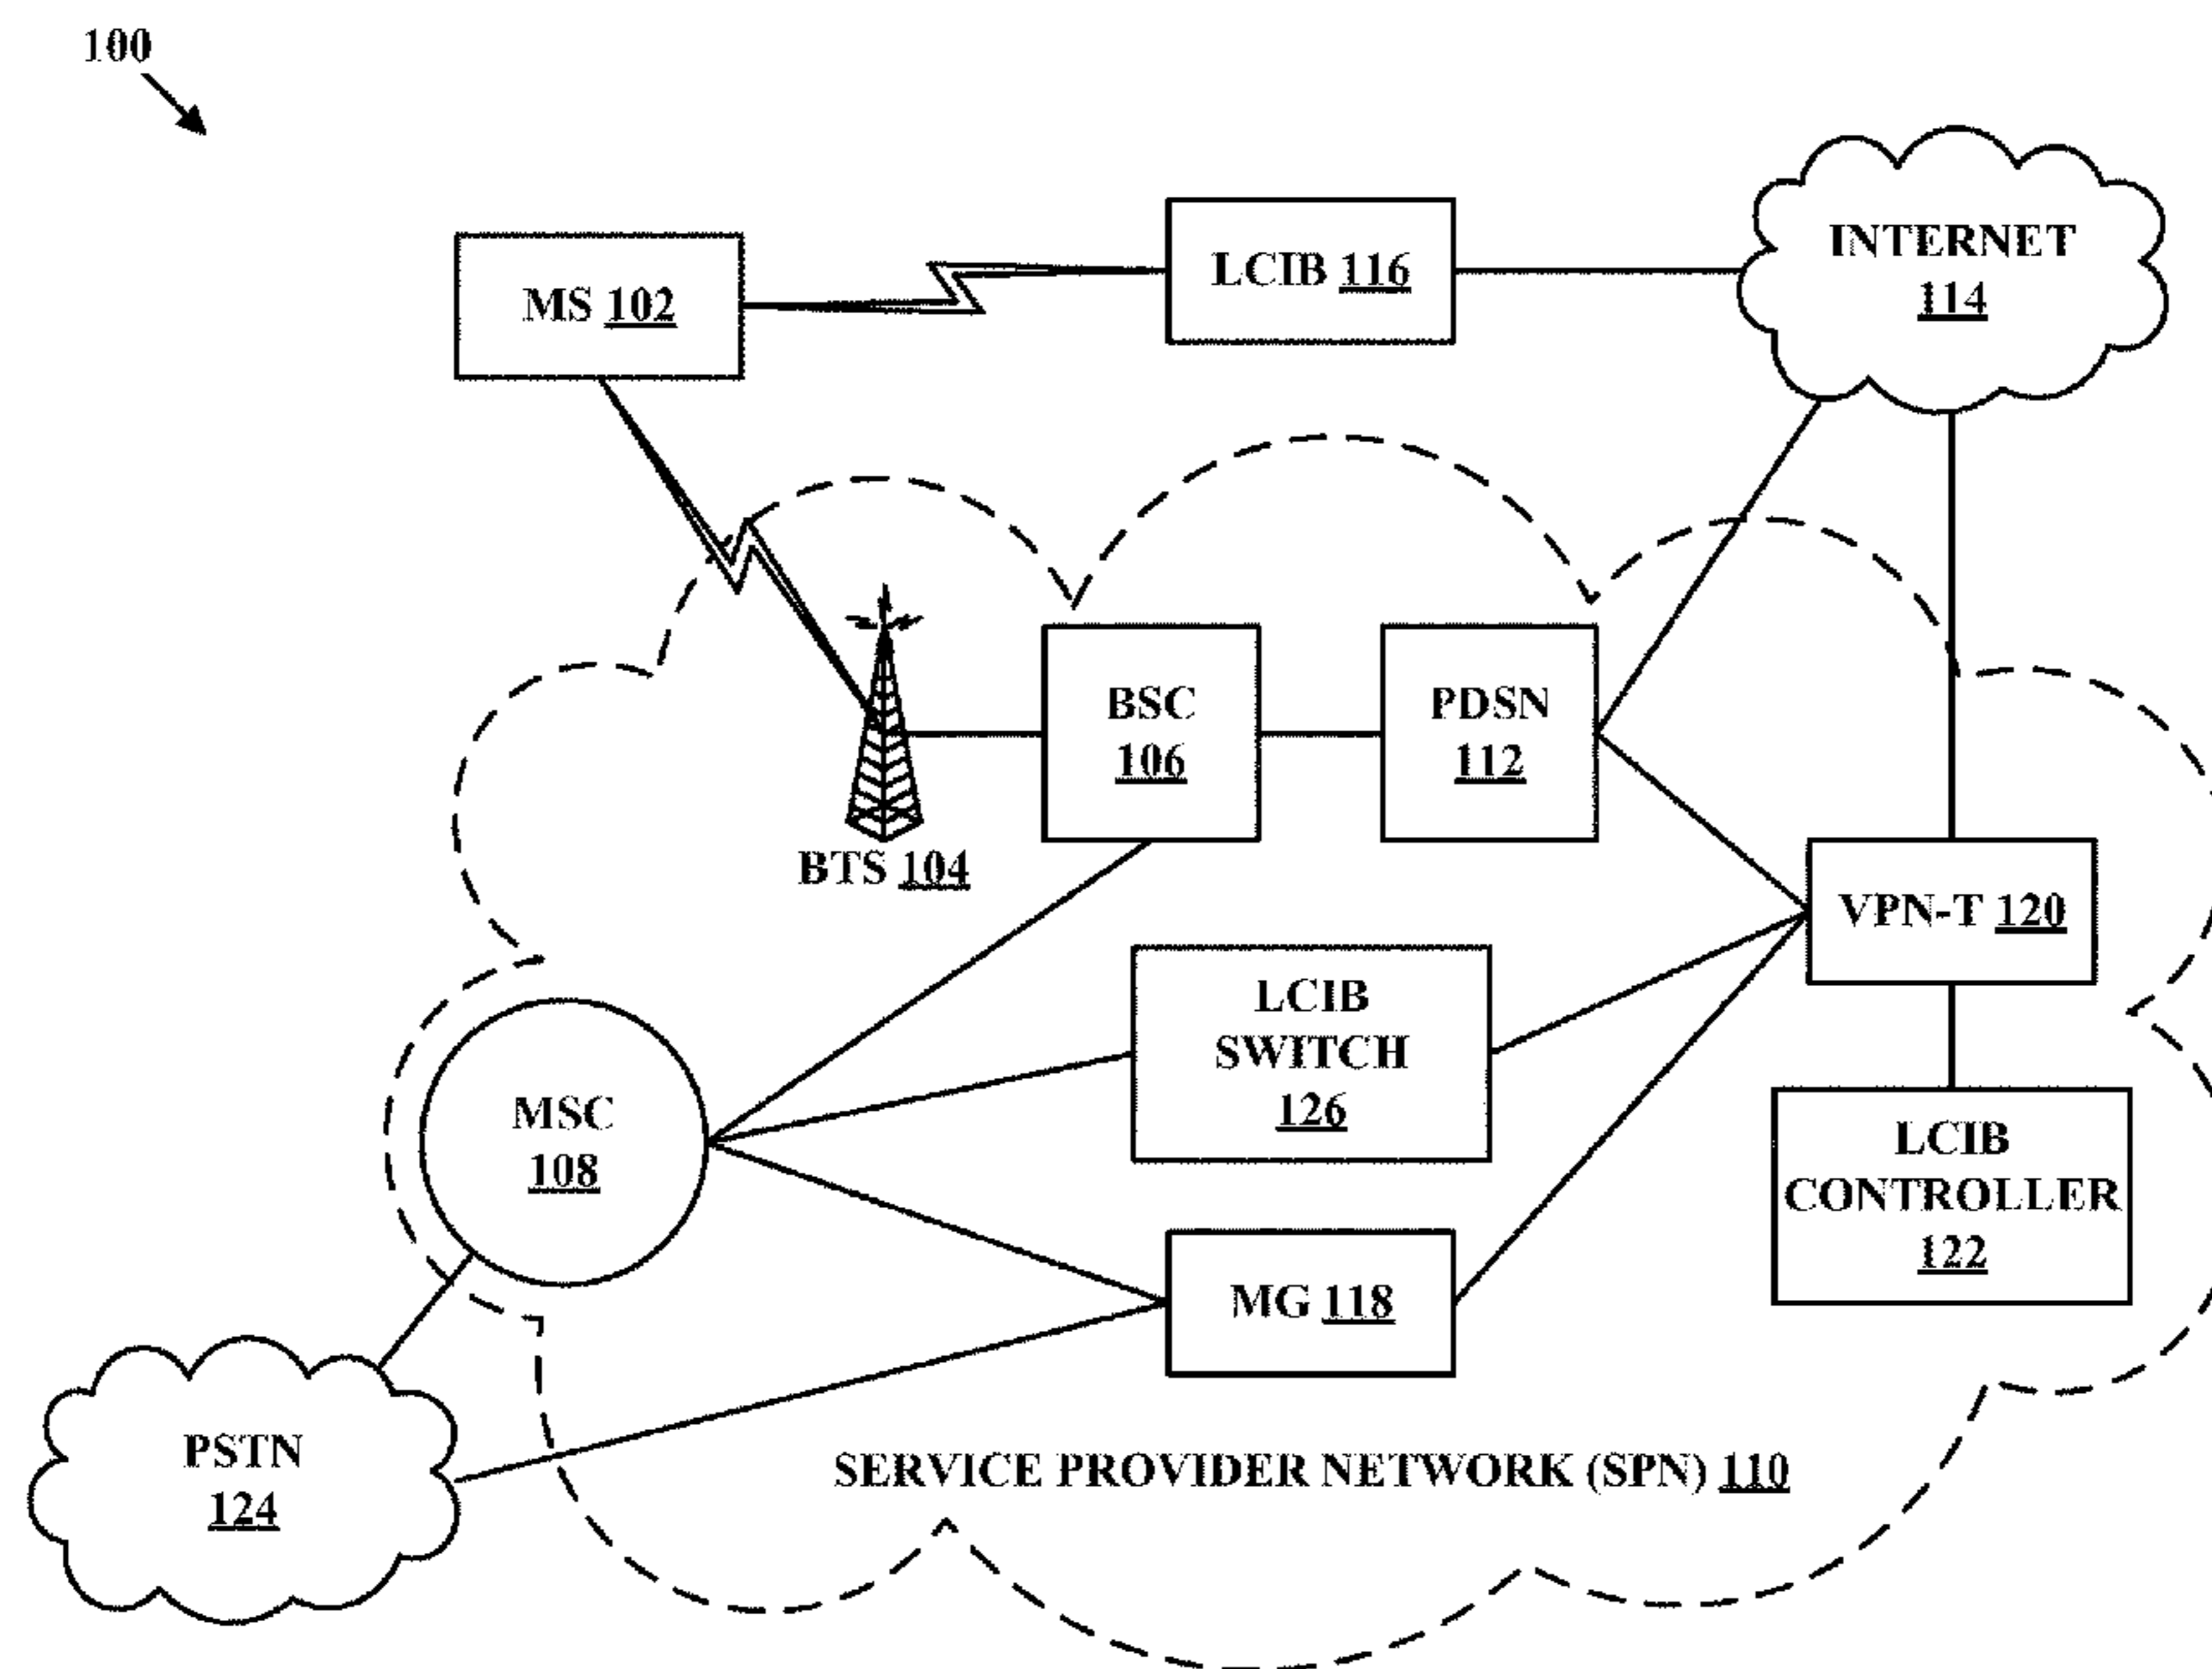 100
MS 102
LCIB 116
INTERNET
114
BSC
106
PDSN
112
BTS 104
VPN-T 120
LCIB
SWITCH
126
MSC
108
LCIB
CONTROLLER
122
MG 118
PSTN
124
SERVICE PROVIDER NETWORK (SPN) 110